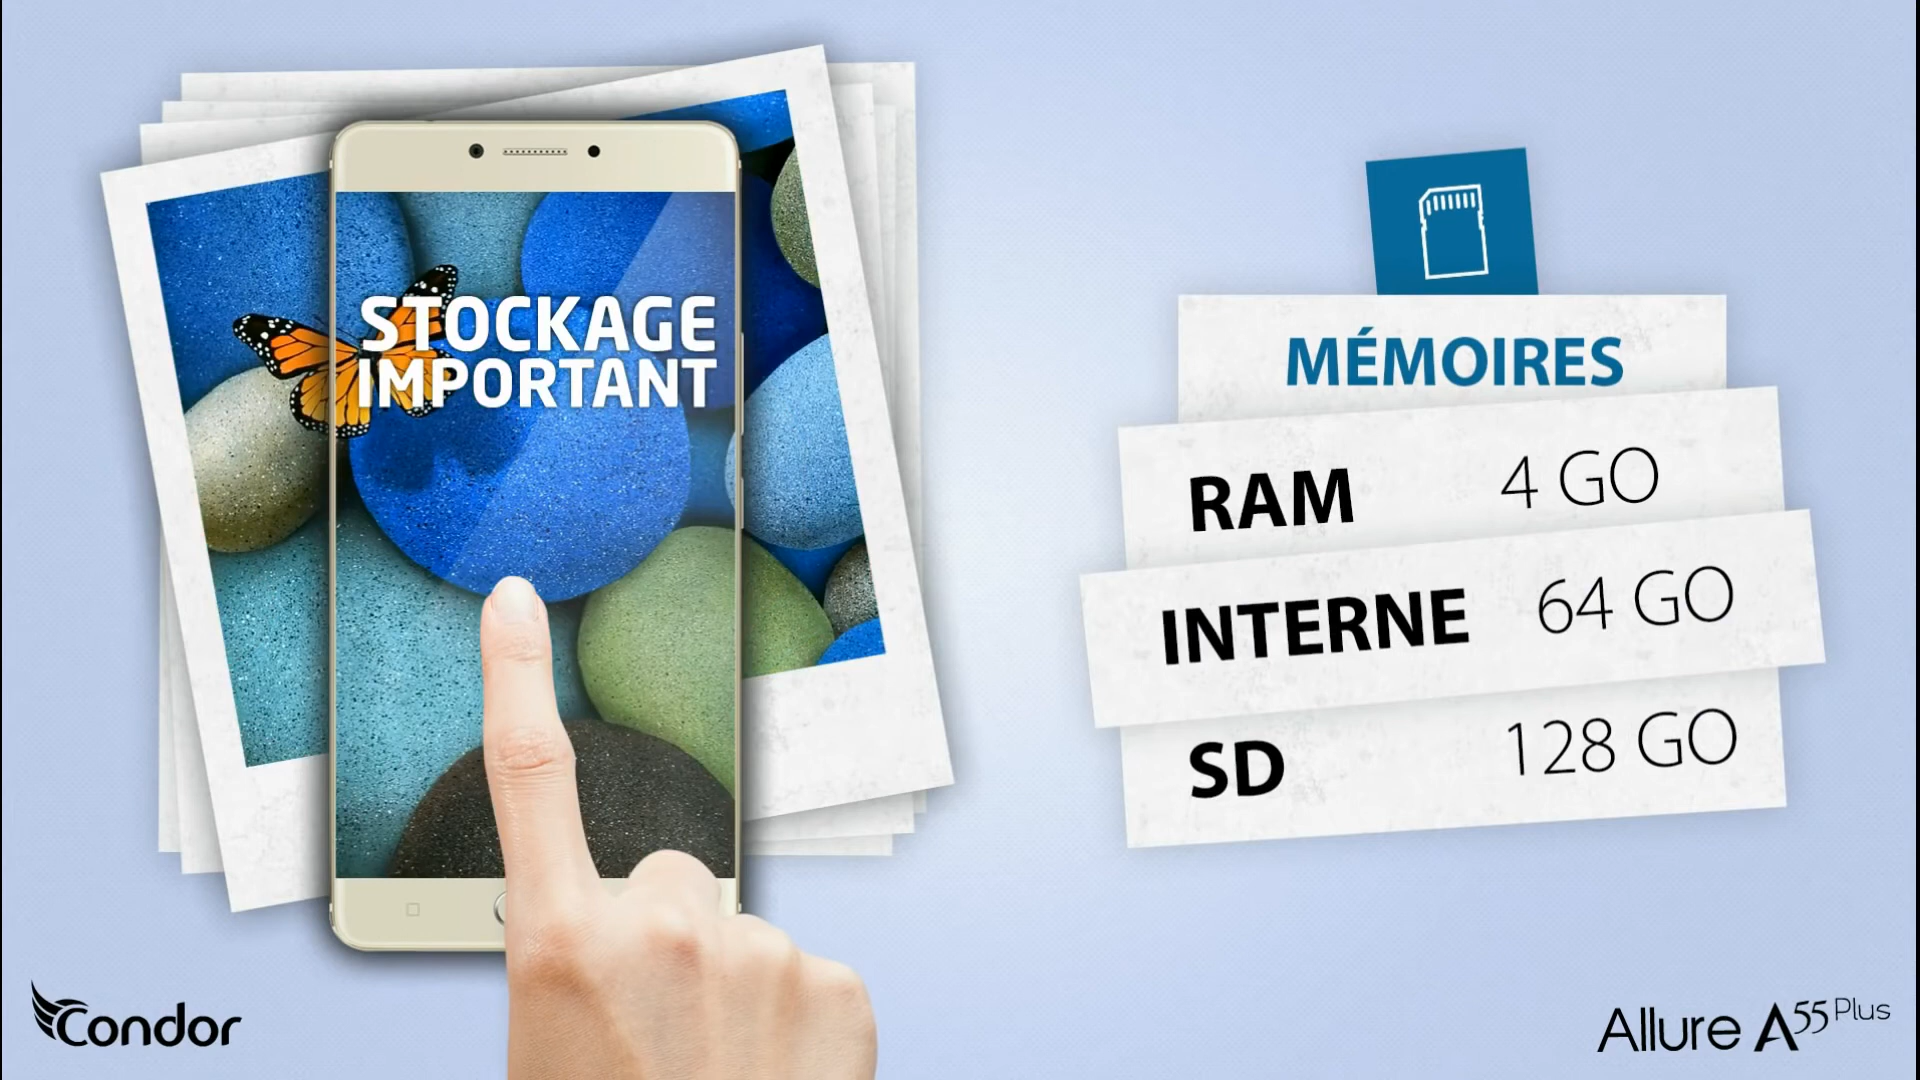 STOCKAGE
IMPORTANT
MÉMOIRES
RAM 4 GO
INTERNE 64 GO
SD 128 GO
Condor
Allure A55 Plus